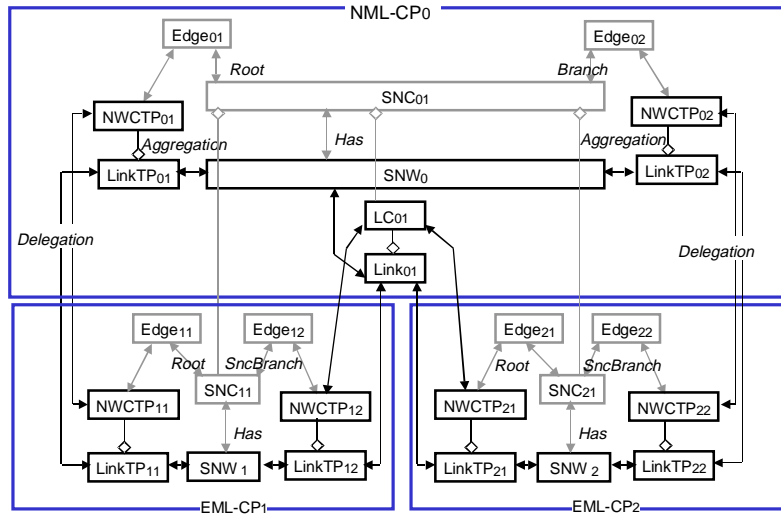 NML-CP0
Edge01
Edge02
Root
Branch
SNC01
NWCTP01
NWCTP02
Aggregation
Has
Aggregation
LinkTP01
SNW0
LinkTP02
LC01
Delegation
Delegation
Link01
Edge11
Edge12
Edge21
Edge22
Root
SncBranch
Root
SncBranch
SNC11
SNC21
NWCTP11
NWCTP12
NWCTP21
NWCTP22
Has
Has
LinkTP11
SNW 1
LinkTP12
LinkTP21
SNW 2
LinkTP22
EML-CP1
EML-CP2